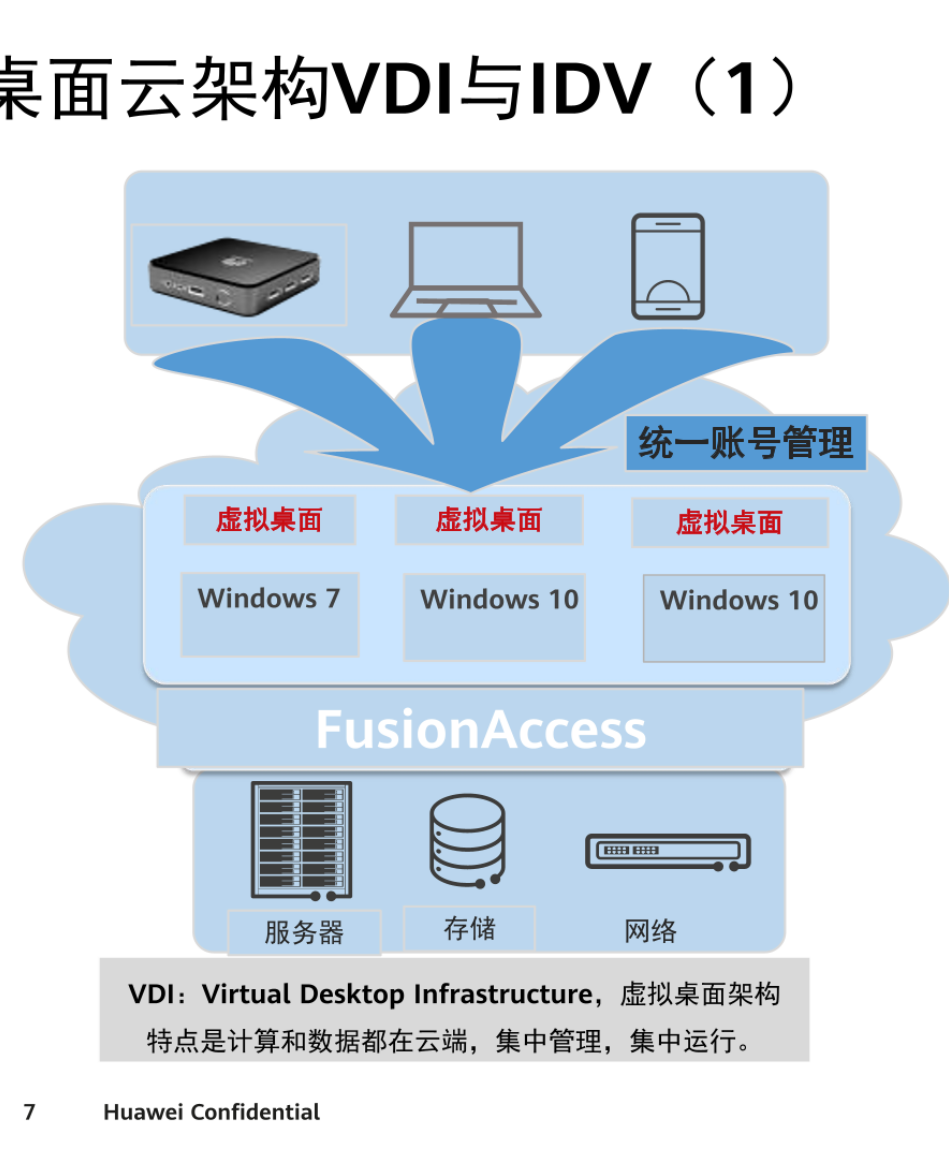 桌面云架构VDI与IDV（1）
统一账号管理
虚拟桌面 虚拟桌面 虚拟桌面
Windows 7 Windows 10 Windows 10
FusionAccess
服务器 存储 网络
VDI：Virtual Desktop Infrastructure，虚拟桌面架构
特点是计算和数据都在云端，集中管理，集中运行。
7 Huawei Confidential